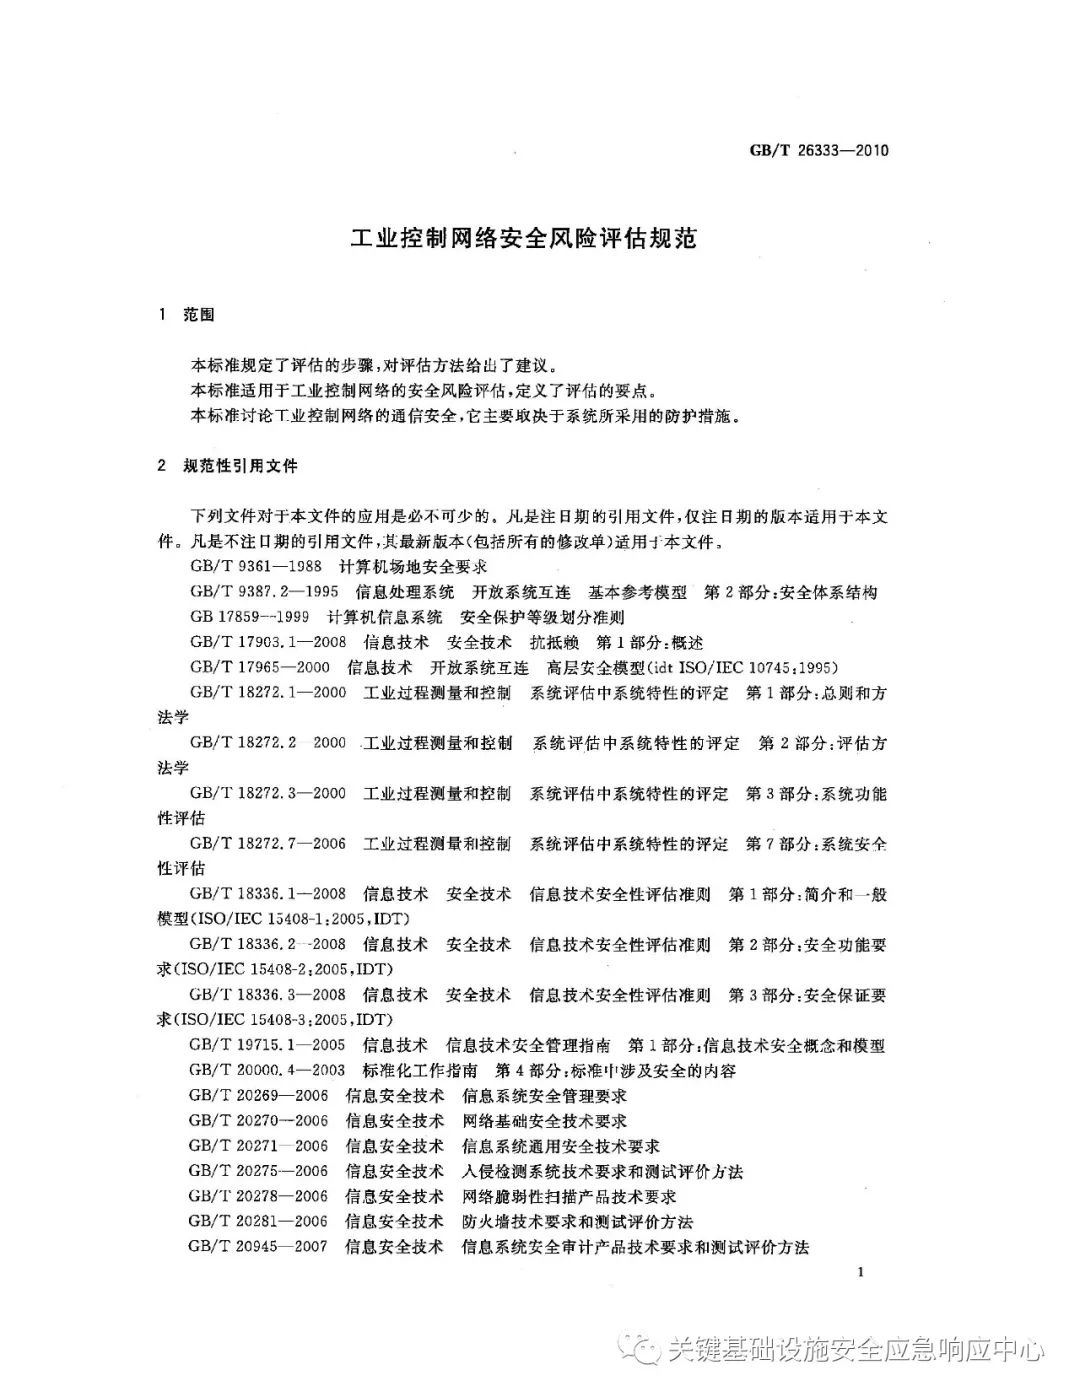 GB/T 26333—2010
工业控制网络安全风险评估规范
1 范围
本标准规定了评估的步骤,对评估方法给出了建议。
本标准适用于工业控制网络的安全风险评估,定义了评估的要点。
本标准讨论工业控制网络的通信安全,它主要取决于系统所采用的防护措施。
2 规范性引用文件
下列文件对于本文件的应用是必不可少的。凡是注日期的引用文件,仅注日期的版本适用于本文
件。凡是不注日期的引用文件,其最新版本(包括所有的修改单)适用于本文件。
GB/T 9361—1988 计算机场地安全要求
GB/T 9387.2—1995 信息处理系统 开放系统互连 基本参考模型 第2部分:安全体系结构
GB 17859—1999 计算机信息系统 安全保护等级划分准则
GB/T 17903.1—2008 信息技术 安全技术 抗抵赖 第1部分:概述
GB/T 17965—2000 信息技术 开放系统互连 高层安全模型(idt ISO/IEC 10745:1995)
GB/T 18272.1—2000 工业过程测量和控制 系统评估中系统特性的评定 第1部分:总则和方
法学
GB/T 18272.2—2000 工业过程测量和控制 系统评估中系统特性的评定 第2部分:评估方
法学
GB/T 18272.3—2000 工业过程测量和控制 系统评估中系统特性的评定 第3部分:系统功能
性评估
GB/T 18272.7—2006 工业过程测量和控制 系统评估中系统特性的评定 第7部分:系统安全
性评估
GB/T 18336.1—2008 信息技术 安全技术 信息技术安全性评估准则 第1部分:简介和一般
模型(ISO/IEC 15408-1:2005,IDT)
GB/T 18336.2—2008 信息技术 安全技术 信息技术安全性评估准则 第2部分:安全功能要
求(ISO/IEC 15408-2:2005,IDT)
GB/T 18336.3—2008 信息技术 安全技术 信息技术安全性评估准则 第3部分:安全保证要
求(ISO/IEC 15408-3:2005,IDT)
GB/T 19715.1—2005 信息技术 信息技术安全管理指南 第1部分:信息技术安全概念和模型
GB/T 20000.4—2003 标准化工作指南 第4部分:标准中涉及安全的内容
GB/T 20269—2006 信息安全技术 信息系统安全管理要求
GB/T 20270—2006 信息安全技术 网络基础安全技术要求
GB/T 20271—2006 信息安全技术 信息系统通用安全技术要求
GB/T 20275—2006 信息安全技术 入侵检测系统技术要求和测试评价方法
GB/T 20278—2006 信息安全技术 网络脆弱性扫描产品技术要求
GB/T 20281—2006 信息安全技术 防火墙技术要求和测试评价方法
GB/T 20945—2007 信息安全技术 信息系统安全审计产品技术要求和测试评价方法
1
关键基础设施安全应急响应中心